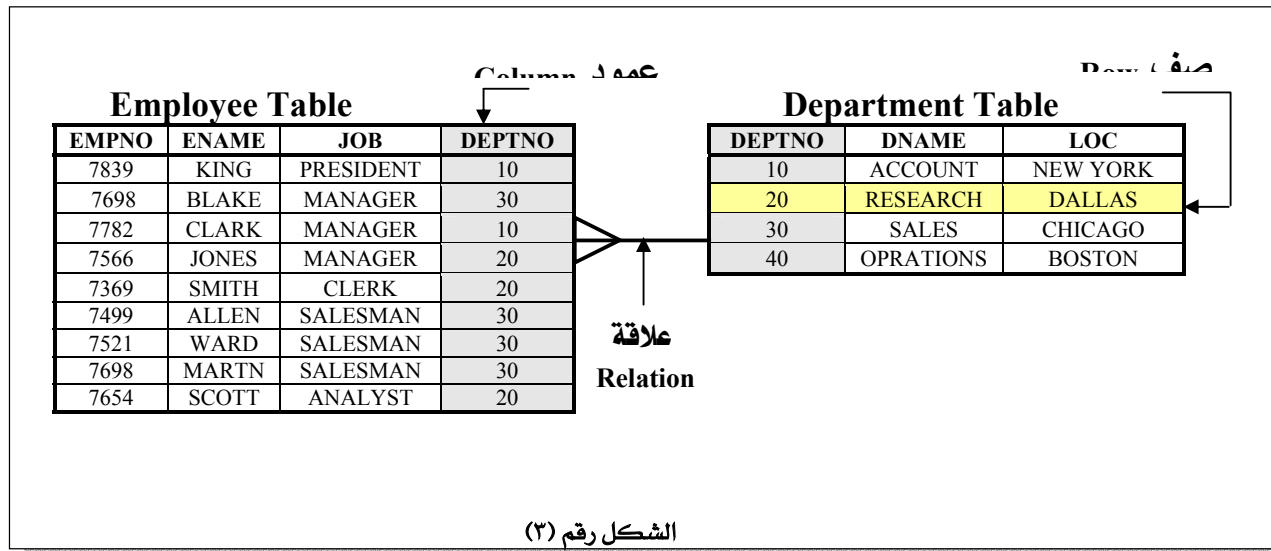 عمود Column
صف Row
Employee Table
EMPNO ENAME JOB DEPTNO
7839 KING PRESIDENT 10
7698 BLAKE MANAGER 30
7782 CLARK MANAGER 10
7566 JONES MANAGER 20
7369 SMITH CLERK 20
7499 ALLEN SALESMAN 30
7521 WARD SALESMAN 30
7698 MARTN SALESMAN 30
7654 SCOTT ANALYST 20
Department Table
DEPTNO DNAME LOC
10 ACCOUNT NEW YORK
20 RESEARCH DALLAS
30 SALES CHICAGO
40 OPRATIONS BOSTON
علاقة
Relation
الشكل رقم (٣)